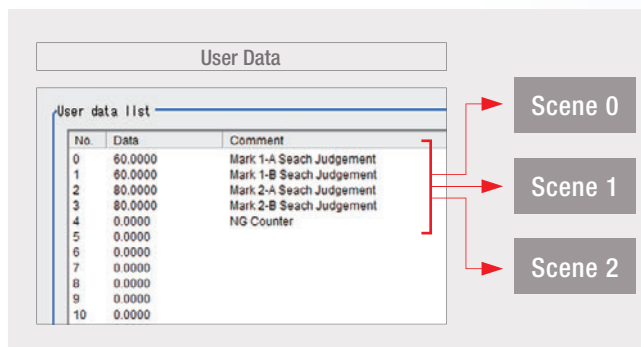 User Data
User data list
No. Data Comment
0 60.0000 Mark 1-A Seach Judgement
1 60.0000 Mark 1-B Seach Judgement
2 80.0000 Mark 2-A Seach Judgement
3 80.0000 Mark 2-B Seach Judgement
4 0.0000 NG Counter
5 0.0000
6 0.0000
7 0.0000
8 0.0000
9 0.0000
10 0.0000
Scene 0
Scene 1
Scene 2